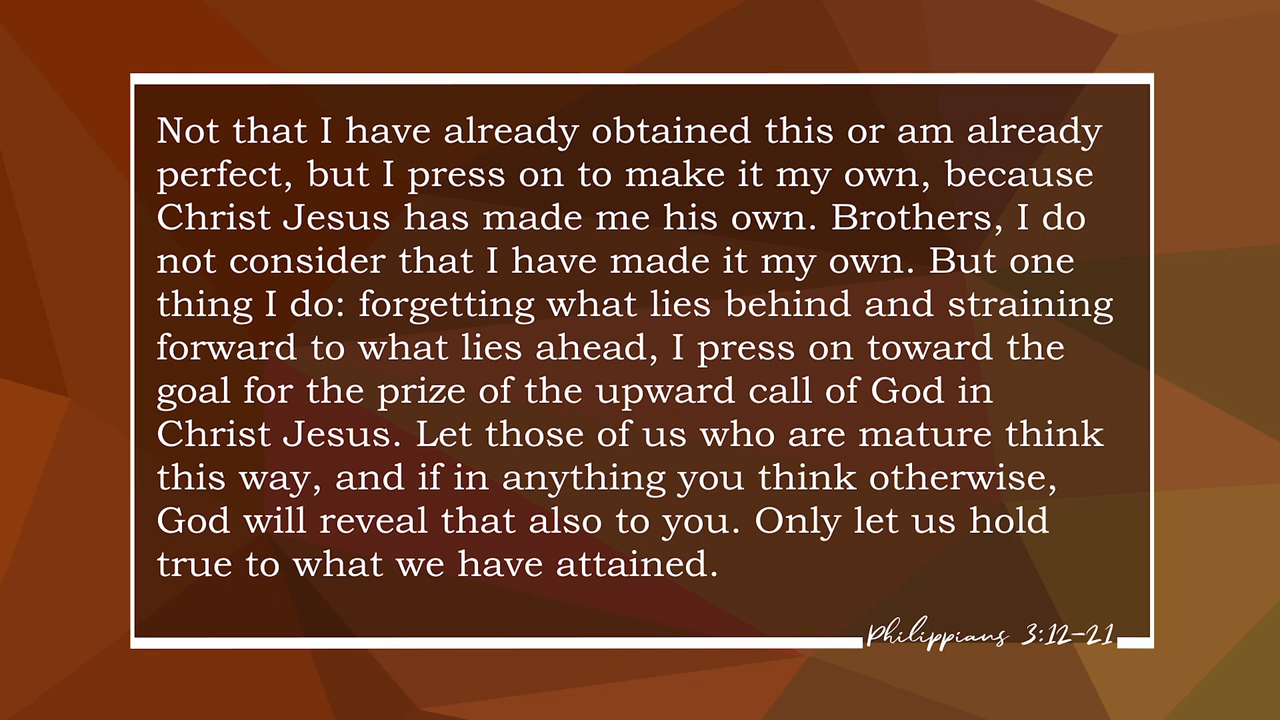 Not that I have already obtained this or am already
perfect, but I press on to make it my own, because
Christ Jesus has made me his own. Brothers, I do
not consider that I have made it my own. But one
thing I do: forgetting what lies behind and straining
forward to what lies ahead, I press on toward the
goal for the prize of the upward call of God in
Christ Jesus. Let those of us who are mature think
this way, and if in anything you think otherwise,
God will reveal that also to you. Only let us hold
true to what we have attained.
Philippians 3:12-21